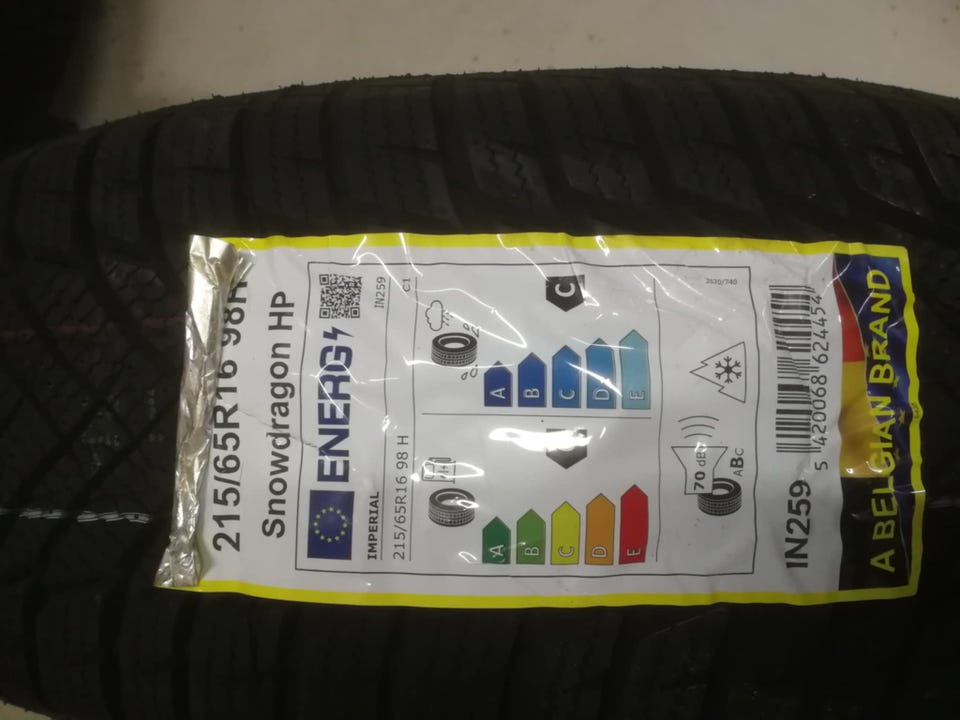 215/65R16 98H
Snowdragon HP
ENERG
IMPERIAL
IN259
215/65R16 98 H
C1
A
B
C
D
E
A
B
C
D
E
C
70 dB
ABC
2020/740
IN259
5 420068 624454
A BELGIAN BRAND